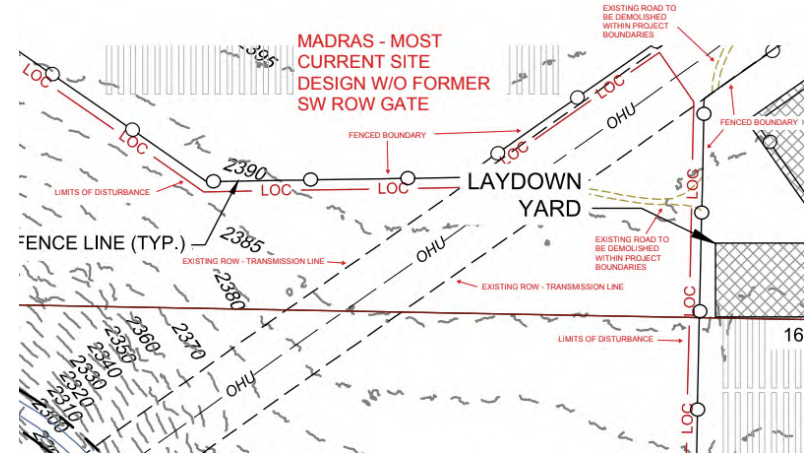 EXISTING ROAD TO
BE DEMOLISHED
WITHIN PROJECT
BOUNDARIES
2395
MADRAS - MOST
CURRENT SITE
DESIGN W/O FORMER
SW ROW GATE
LOC
LOC
OHU
FENCED BOUNDARY
FENCED BOUNDARY
LOC
LOC
2390
LOC
LIMITS OF DISTURBANCE
LOC
LOC
LAYDOWN
YARD
2385
FENCE LINE (TYP.)
EXISTING ROW - TRANSMISSION LINE
OHU
EXISTING ROAD TO
BE DEMOLISHED
WITHIN PROJECT
BOUNDARIES
2380
EXISTING ROW - TRANSMISSION LINE
LOC
2370
2360
2350
2340
2330
2320
2310
2300
LIMITS OF DISTURBANCE
16
OHU
LOC